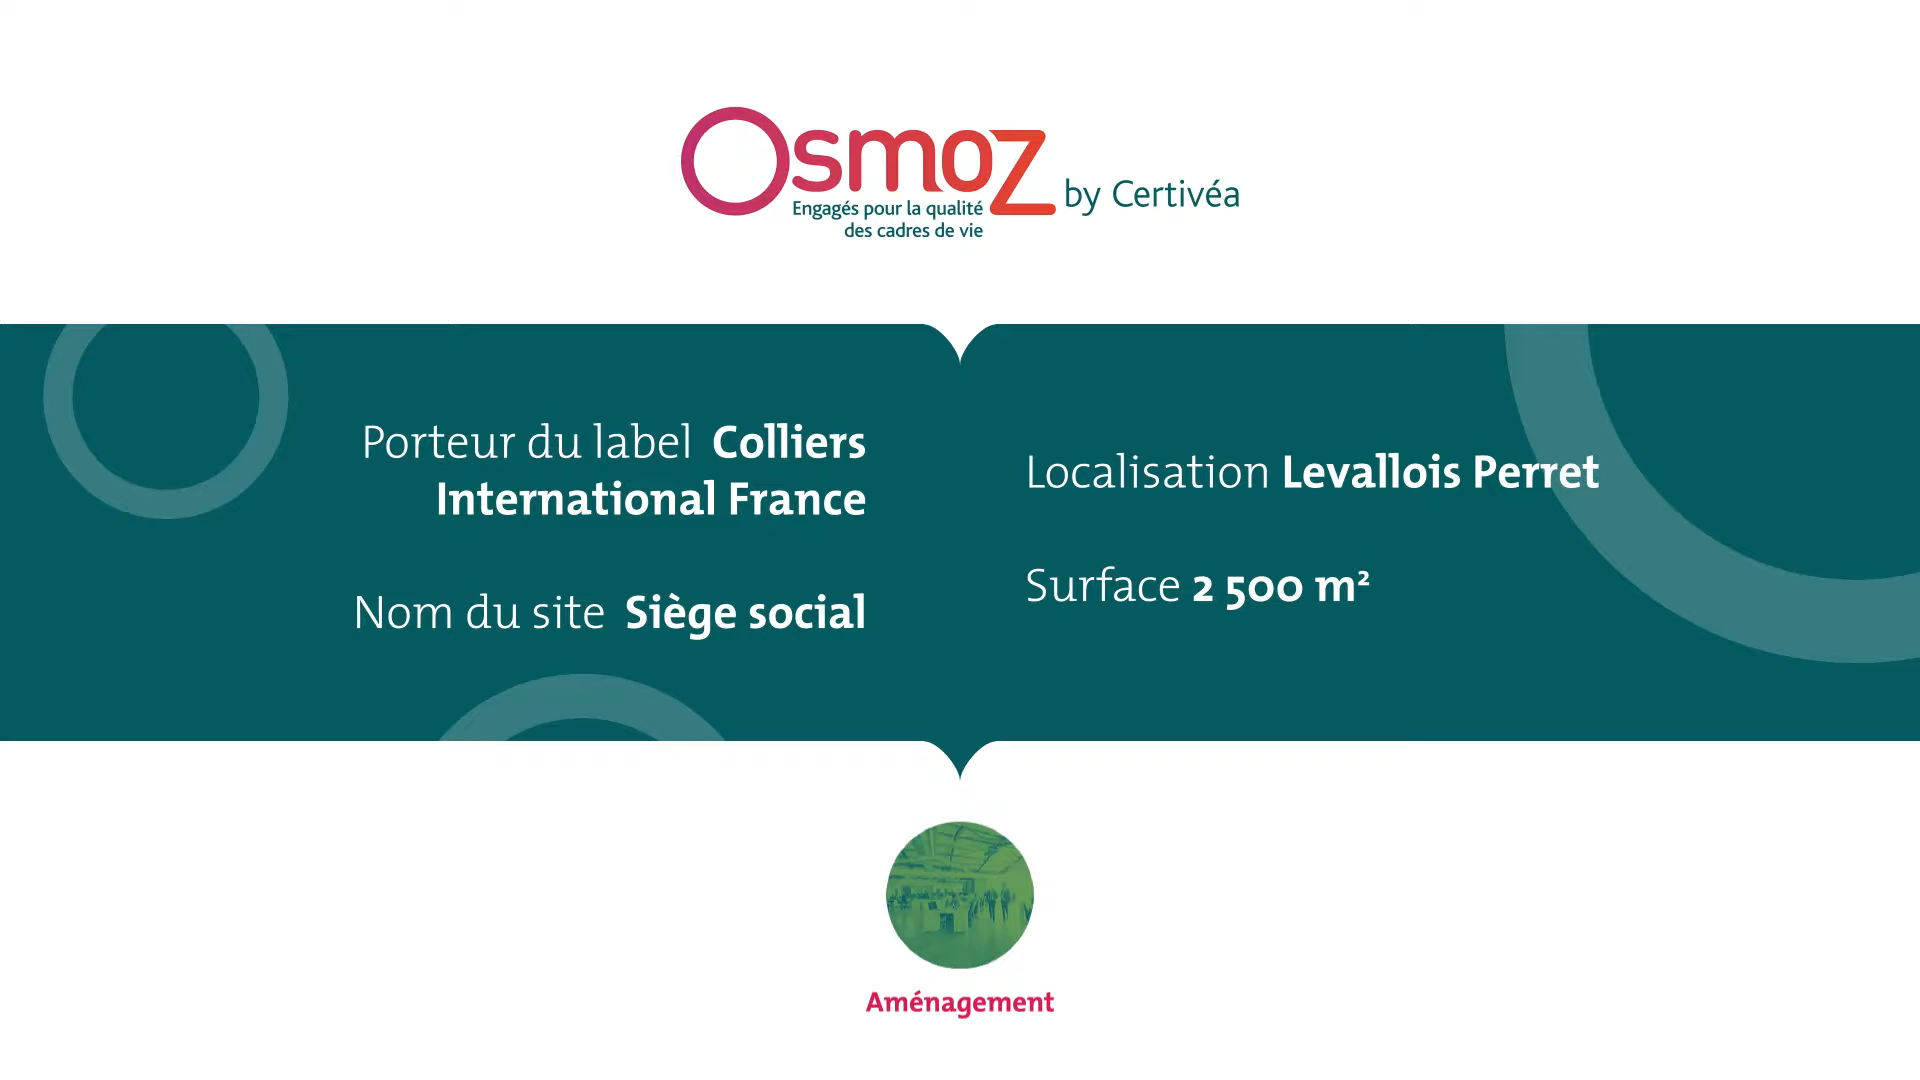 Osmoz by Certivéa
Engagés pour la qualité
des cadres de vie
Porteur du label Colliers
International France
Nom du site Siège social
Localisation Levallois Perret
Surface 2 500 m²
Aménagement